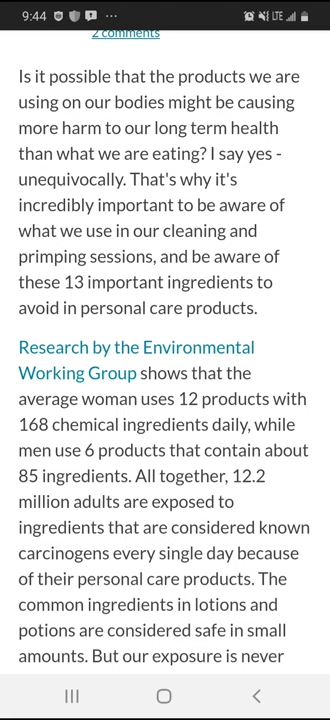 9:44 LTE
2 comments
Is it possible that the products we are
using on our bodies might be causing
more harm to our long term health
than what we are eating? I say yes -
unequivocally. That's why it's
incredibly important to be aware of
what we use in our cleaning and
primping sessions, and be aware of
these 13 important ingredients to
avoid in personal care products.
Research by the Environmental
Working Group shows that the
average woman uses 12 products with
168 chemical ingredients daily, while
men use 6 products that contain about
85 ingredients. All together, 12.2
million adults are exposed to
ingredients that are considered known
carcinogens every single day because
of their personal care products. The
common ingredients in lotions and
potions are considered safe in small
amounts. But our exposure is never